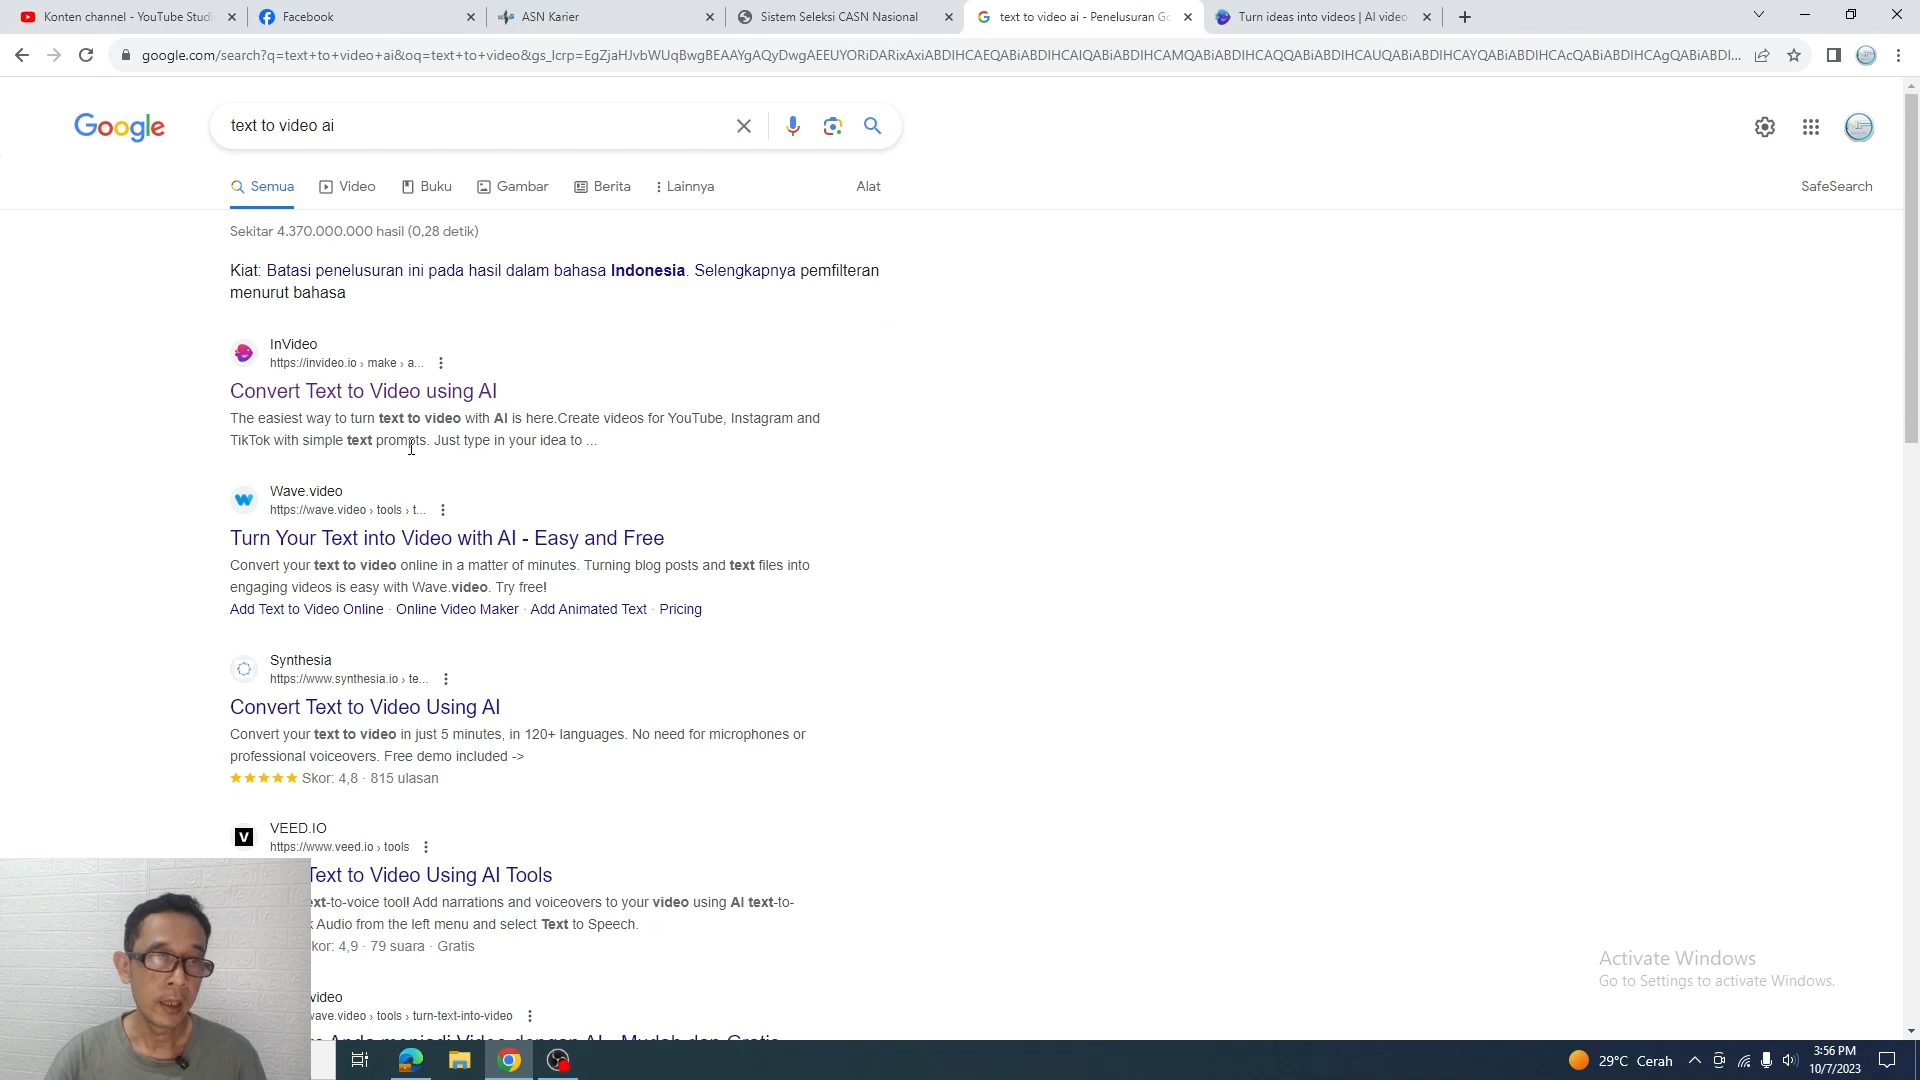 Konten channel - YouTube Studi
Facebook
ASN Karier
Sistem Seleksi CASN Nasional
text to video ai - Penelusuran Go
Turn ideas into videos | AI video
google.com/search?q=text+to+video+ai&oq=text+to+video&gs_lcrp=EgZjaHJvbWUqBwgBEAAYgAQyDwgAEEUYORiDARixAxiABDIHCAEQABiABDIHCAIQABiABDIHCAMQABiABDIHCAQQABiABDIHCAUQABiABDIHCAYQABiABDIHCAcQABiABDIHCAgQABiABDI...
Google
text to video ai
Semua
Video
Buku
Gambar
Berita
Lainnya
Alat
SafeSearch
Sekitar 4.370.000.000 hasil (0,28 detik)
Kiat: Batasi penelusuran ini pada hasil dalam bahasa Indonesia. Selengkapnya pemfilteran
menurut bahasa
InVideo
https://invideo.io › make › a...
Convert Text to Video using AI
The easiest way to turn text to video with AI is here.Create videos for YouTube, Instagram and
TikTok with simple text prompts. Just type in your idea to ...
Wave.video
https://wave.video › tools › t...
Turn Your Text into Video with AI - Easy and Free
Convert your text to video online in a matter of minutes. Turning blog posts and text files into
engaging videos is easy with Wave.video. Try free!
Add Text to Video Online · Online Video Maker · Add Animated Text · Pricing
Synthesia
https://www.synthesia.io › te...
Convert Text to Video Using AI
Convert your text to video in just 5 minutes, in 120+ languages. No need for microphones or
professional voiceovers. Free demo included ->
Skor: 4,8 · 815 ulasan
VEED.IO
https://www.veed.io › tools
Text to Video Using AI Tools
ext-to-voice tool! Add narrations and voiceovers to your video using AI text-to-
Audio from the left menu and select Text to Speech.
kor: 4,9 · 79 suara · Gratis
video
wave.video › tools › turn-text-into-video
Anda menjadi Video dengan AI - Mudah dan Gratis
Activate Windows
Go to Settings to activate Windows.
29°C Cerah
3:56 PM
10/7/2023